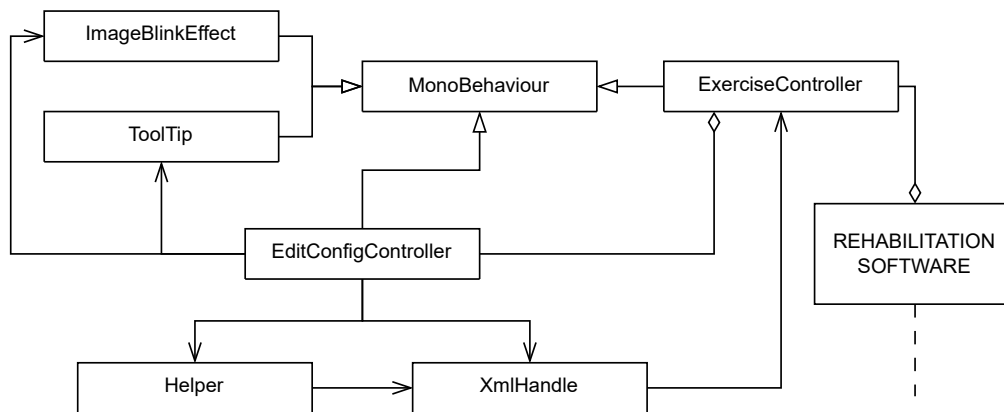 ImageBlinkEffect
MonoBehaviour
ExerciseController
ToolTip
EditConfigController
REHABILITATION
SOFTWARE
Helper
XmlHandle